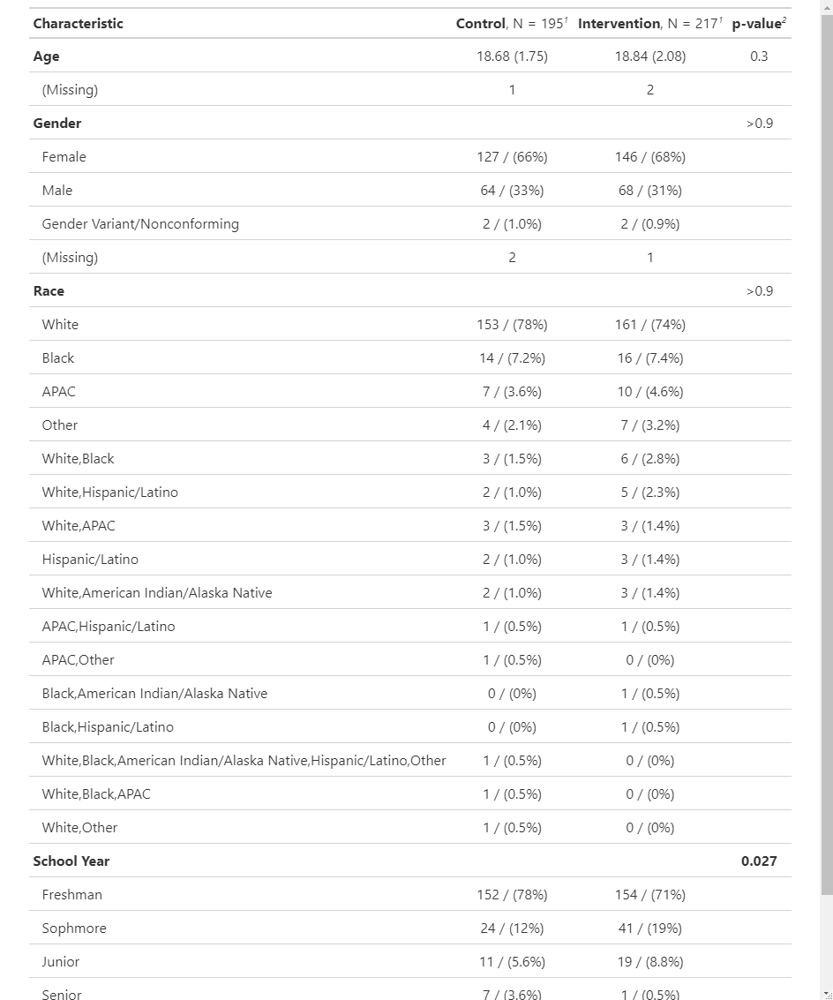 Characteristic Control, N = 195¹ Intervention, N = 217¹ p-value²
Age 18.68 (1.75) 18.84 (2.08) 0.3
(Missing) 1 2
Gender >0.9
Female 127 / (66%) 146 / (68%)
Male 64 / (33%) 68 / (31%)
Gender Variant/Nonconforming 2 / (1.0%) 2 / (0.9%)
(Missing) 2 1
Race >0.9
White 153 / (78%) 161 / (74%)
Black 14 / (7.2%) 16 / (7.4%)
APAC 7 / (3.6%) 10 / (4.6%)
Other 4 / (2.1%) 7 / (3.2%)
White,Black 3 / (1.5%) 6 / (2.8%)
White,Hispanic/Latino 2 / (1.0%) 5 / (2.3%)
White,APAC 3 / (1.5%) 3 / (1.4%)
Hispanic/Latino 2 / (1.0%) 3 / (1.4%)
White,American Indian/Alaska Native 2 / (1.0%) 3 / (1.4%)
APAC,Hispanic/Latino 1 / (0.5%) 1 / (0.5%)
APAC,Other 1 / (0.5%) 0 / (0%)
Black,American Indian/Alaska Native 0 / (0%) 1 / (0.5%)
Black,Hispanic/Latino 0 / (0%) 1 / (0.5%)
White,Black,American Indian/Alaska Native,Hispanic/Latino,Other 1 / (0.5%) 0 / (0%)
White,Black,APAC 1 / (0.5%) 0 / (0%)
White,Other 1 / (0.5%) 0 / (0%)
School Year 0.027
Freshman 152 / (78%) 154 / (71%)
Sophmore 24 / (12%) 41 / (19%)
Junior 11 / (5.6%) 19 / (8.8%)
Senior 7 / (3.6%) 1 / (0.5%)